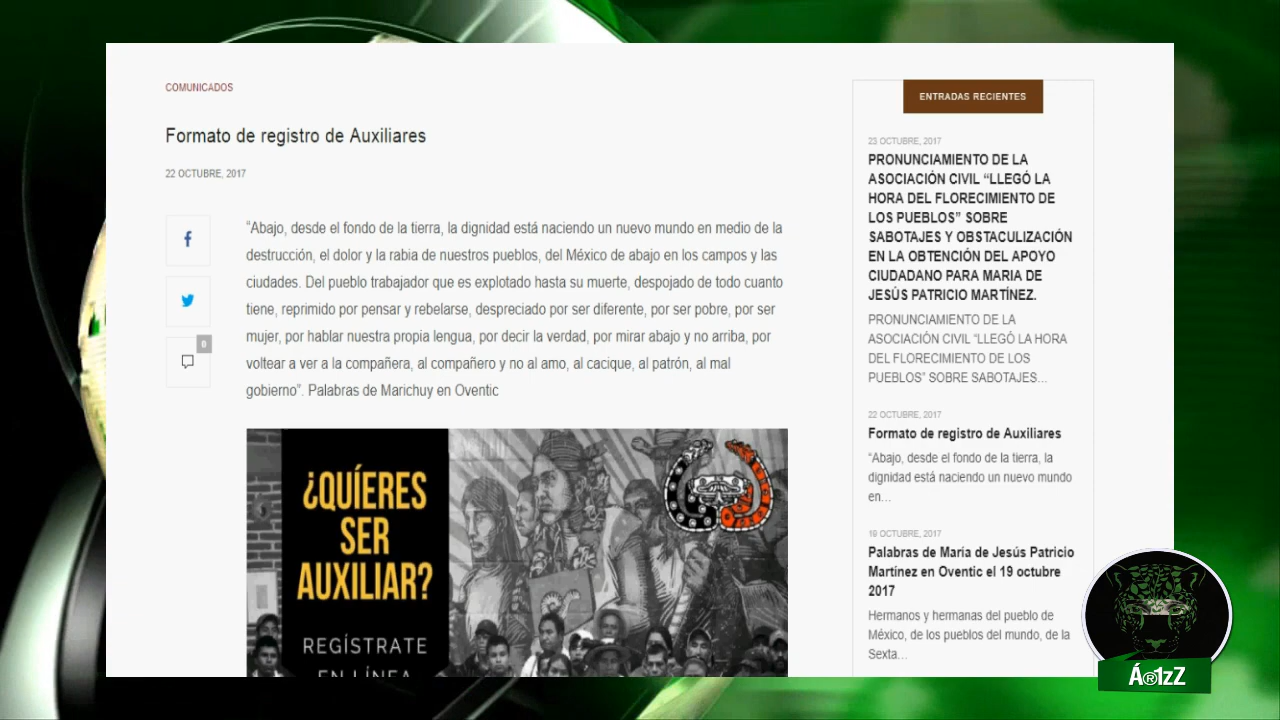 COMUNICADOS
Formato de registro de Auxiliares
22 OCTUBRE, 2017
0
“Abajo, desde el fondo de la tierra, la dignidad está naciendo un nuevo mundo en medio de la
destrucción, el dolor y la rabia de nuestros pueblos, del México de abajo en los campos y las
ciudades. Del pueblo trabajador que es explotado hasta su muerte, despojado de todo cuanto
tiene, reprimido por pensar y rebelarse, despreciado por ser diferente, por ser pobre, por ser
mujer, por hablar nuestra propia lengua, por decir la verdad, por mirar abajo y no arriba, por
voltear a ver a la compañera, al compañero y no al amo, al cacique, al patrón, al mal
gobierno”. Palabras de Marichuy en Oventic
¿QUÍERES
SER
AUXILIAR?
REGÍSTRATE
EN LÍNEA
ENTRADAS RECIENTES
23 OCTUBRE, 2017
PRONUNCIAMIENTO DE LA
ASOCIACIÓN CIVIL “LLEGÓ LA
HORA DEL FLORECIMIENTO DE
LOS PUEBLOS” SOBRE
SABOTAJES Y OBSTACULIZACIÓN
EN LA OBTENCIÓN DEL APOYO
CIUDADANO PARA MARIA DE
JESÚS PATRICIO MARTÍNEZ.
PRONUNCIAMIENTO DE LA
ASOCIACIÓN CIVIL “LLEGÓ LA HORA
DEL FLORECIMIENTO DE LOS
PUEBLOS” SOBRE SABOTAJES...
22 OCTUBRE, 2017
Formato de registro de Auxiliares
“Abajo, desde el fondo de la tierra, la
dignidad está naciendo un nuevo mundo
en...
19 OCTUBRE, 2017
Palabras de María de Jesús Patricio
Martínez en Oventic el 19 octubre
2017
Hermanos y hermanas del pueblo de
México, de los pueblos del mundo, de la
Sexta...
Á®1zZ